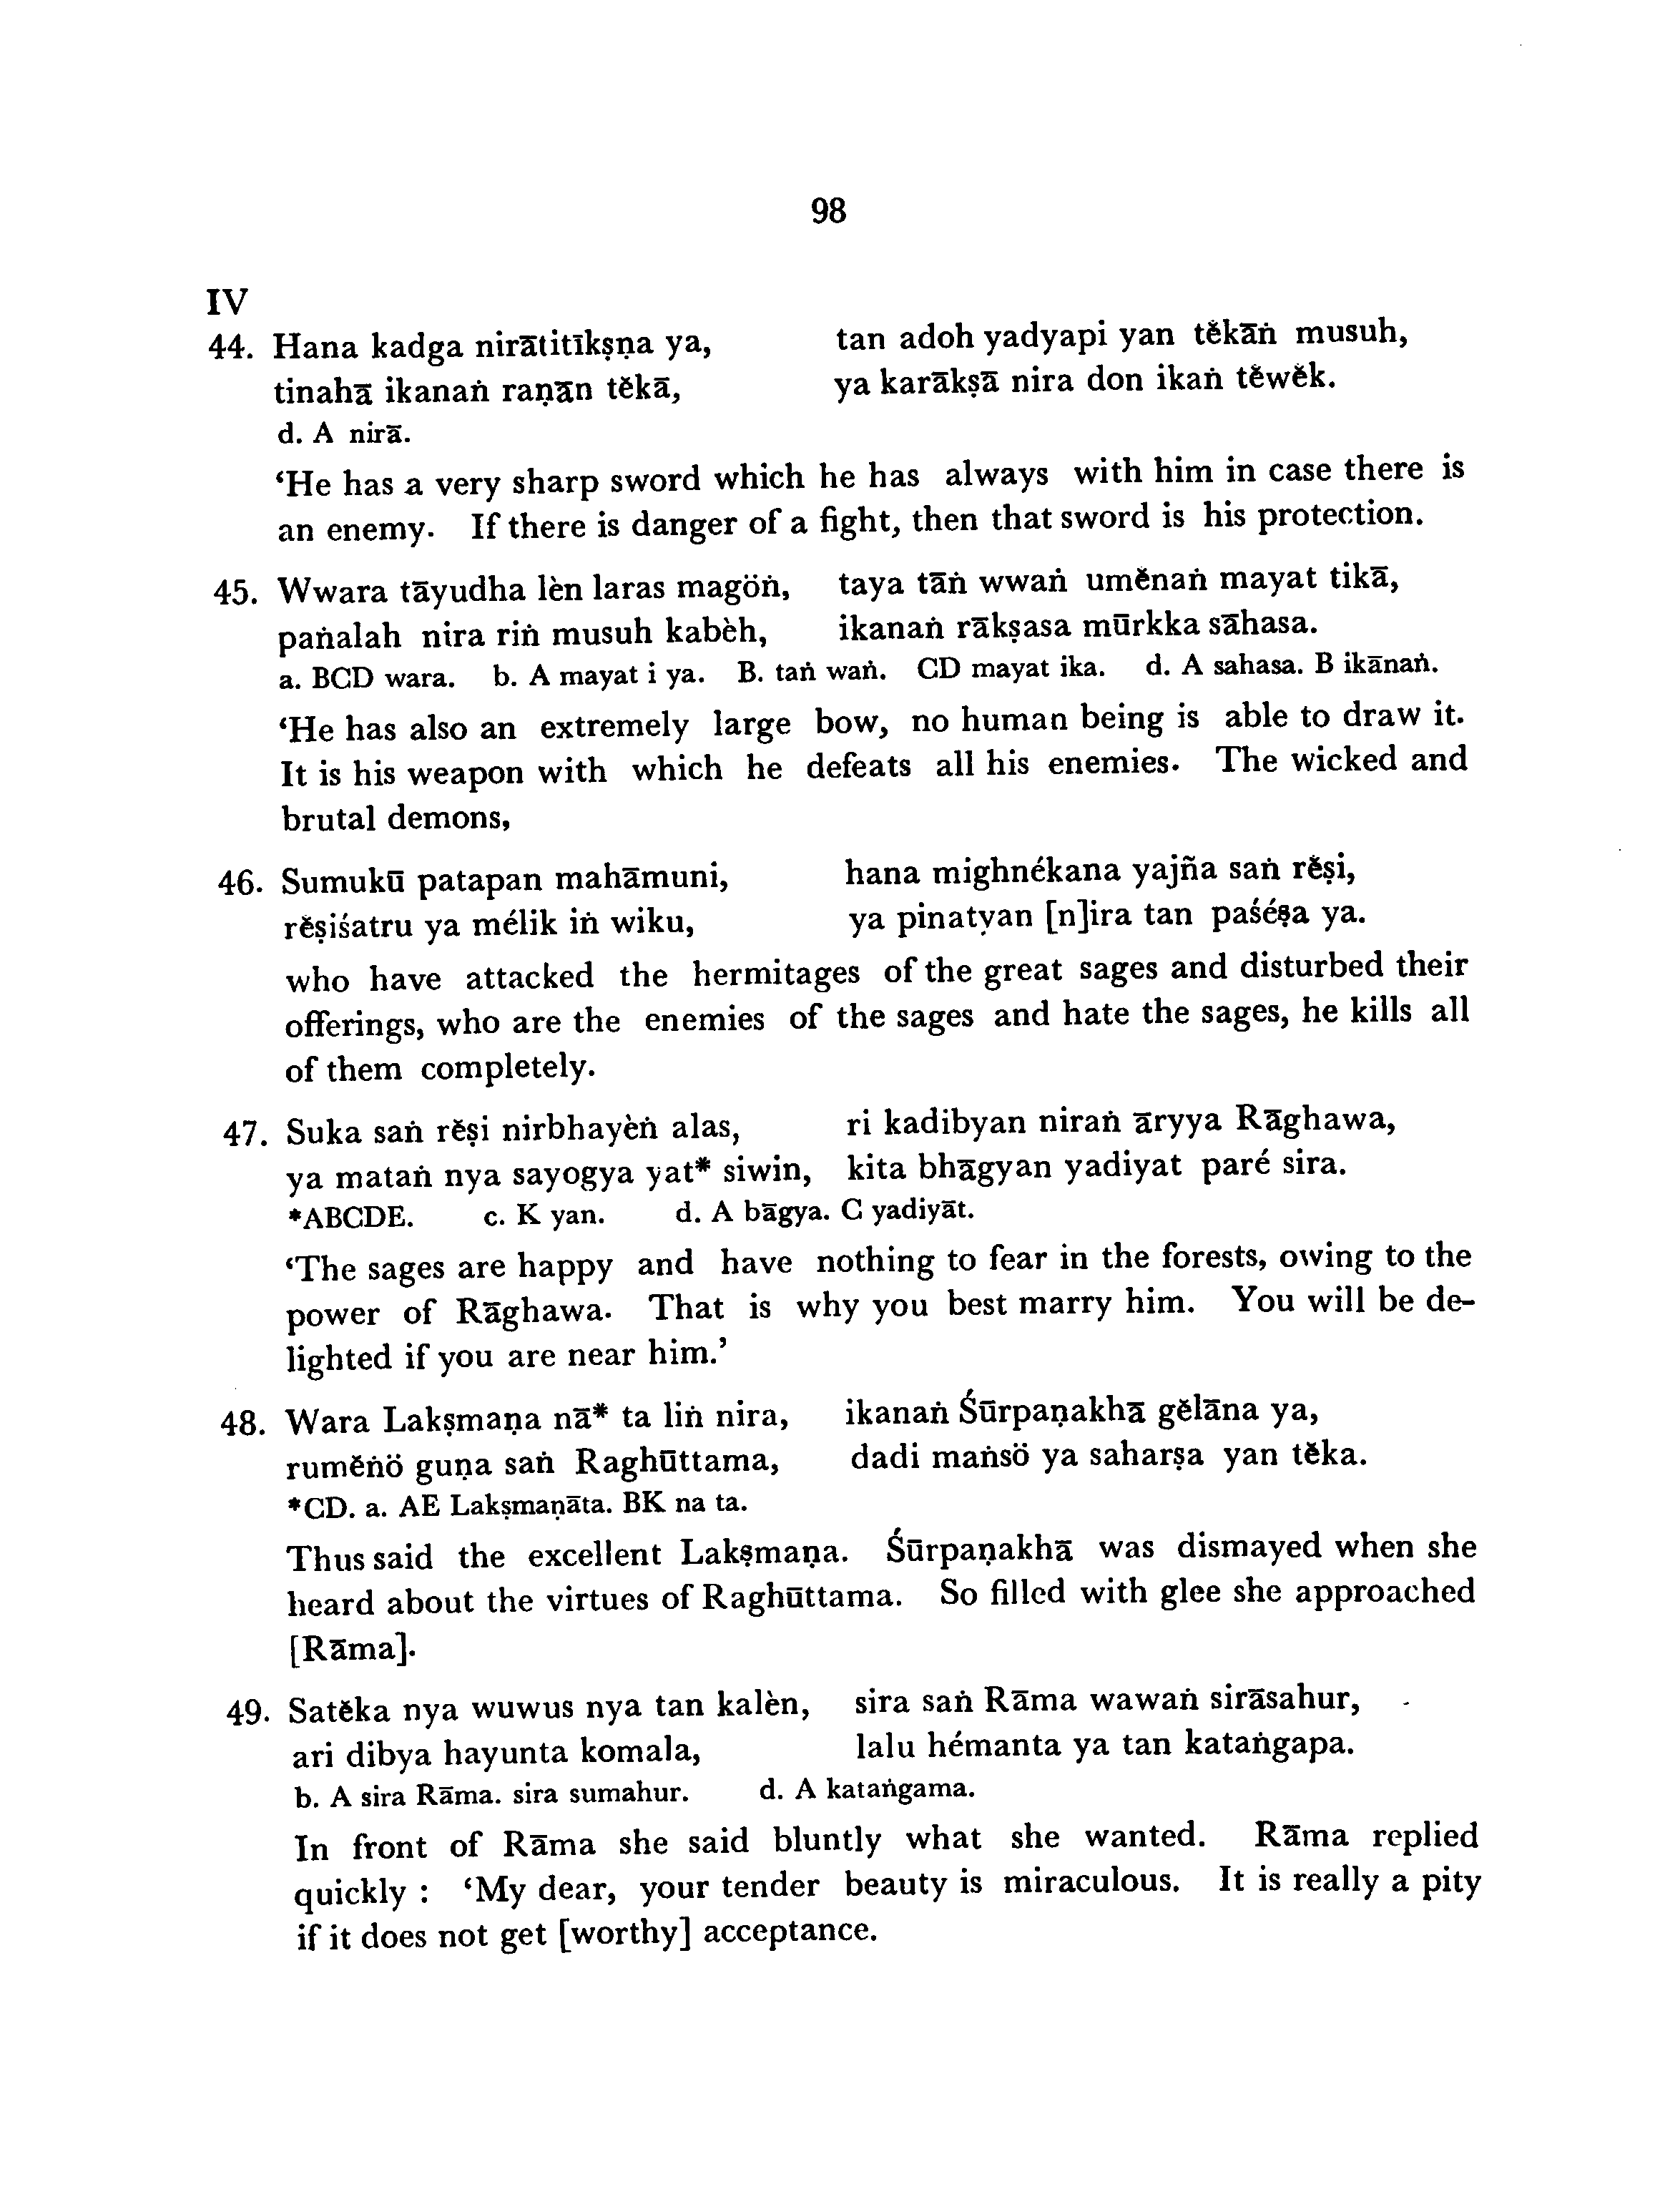 98
IV
44. Hana kadga nirātitīkṣṇa ya, tan adoh yadyapi yan tĕkāṅ musuh,
tinahā ikanaṅ raṇān tĕkā, ya karākṣā nira don ikaṅ tĕwĕk.
d. A nirā.
‘He has a very sharp sword which he has always with him in case there is
an enemy. If there is danger of a fight, then that sword is his protection.
45. Wwara tāyudha lèn laras magöṅ, taya tāṅ wwaṅ umĕnaṅ mayat tikā,
paṅalah nira riṅ musuh kabèh, ikanaṅ rākṣasa mūrkka sāhasa.
a. BCD wara. b. A mayat i ya. B. taṅ waṅ. CD mayat ika. d. A sahasa. B ikānaṅ.
‘He has also an extremely large bow, no human being is able to draw it.
It is his weapon with which he defeats all his enemies. The wicked and
brutal demons,
46. Sumukū patapan mahāmuni, hana mighnékana yajña saṅ rĕṣi,
rĕṣiśatru ya mélik iṅ wiku, ya pinatyan [n]ira tan paśéṣa ya.
who have attacked the hermitages of the great sages and disturbed their
offerings, who are the enemies of the sages and hate the sages, he kills all
of them completely.
47. Suka saṅ rĕṣi nirbhayèṅ alas, ri kadibyan niraṅ āryya Rāghawa,
ya mataṅ nya sayogya yat* siwin, kita bhāgyan yadiyat paré sira.
*ABCDE. c. K yan. d. A bāgya. C yadiyāt.
‘The sages are happy and have nothing to fear in the forests, owing to the
power of Rāghawa. That is why you best marry him. You will be de-
lighted if you are near him.’
48. Wara Lakṣmaṇa nā* ta liṅ nira, ikanaṅ Śūrpaṇakhā gĕlāna ya,
rumĕṅö guṇa saṅ Raghūttama, dadi maṅsö ya saharṣa yan tĕka.
*CD. a. AE Lakṣmaṇāta. BK na ta.
Thus said the excellent Lakṣmaṇa. Śūrpaṇakhā was dismayed when she
heard about the virtues of Raghūttama. So filled with glee she approached
[Rāma].
49. Satĕka nya wuwus nya tan kalèn, sira saṅ Rāma wawaṅ sirāsahur,
ari dibya hayunta komala, lalu hémanta ya tan kataṅgapa.
b. A sira Rāma. sira sumahur. d. A kataṅgama.
In front of Rāma she said bluntly what she wanted. Rāma replied
quickly : ‘My dear, your tender beauty is miraculous. It is really a pity
if it does not get [worthy] acceptance.